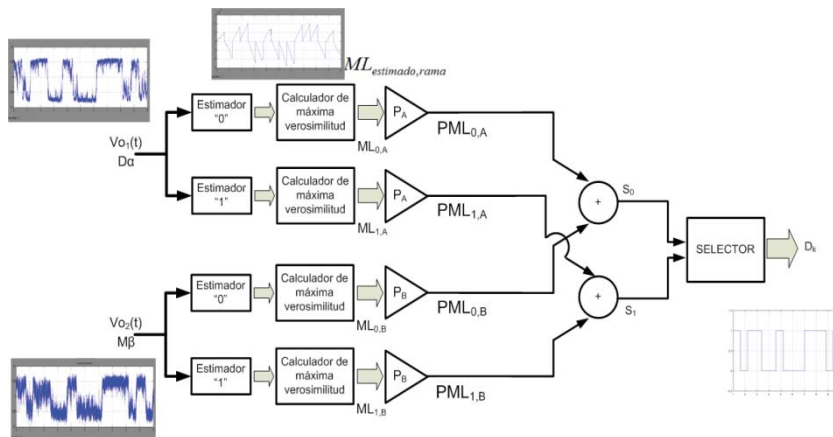 ML estimado,rama
Estimador "0"
Calculador de máxima verosimilitud
ML0,A
PA
PML0,A
Vo1(t)
Dα
Estimador "1"
Calculador de máxima verosimilitud
ML1,A
PA
PML1,A
+
S0
SELECTOR
Dk
Estimador "0"
Calculador de máxima verosimilitud
ML0,B
PB
PML0,B
+
S1
Vo2(t)
Mβ
Estimador "1"
Calculador de máxima verosimilitud
ML1,B
PB
PML1,B